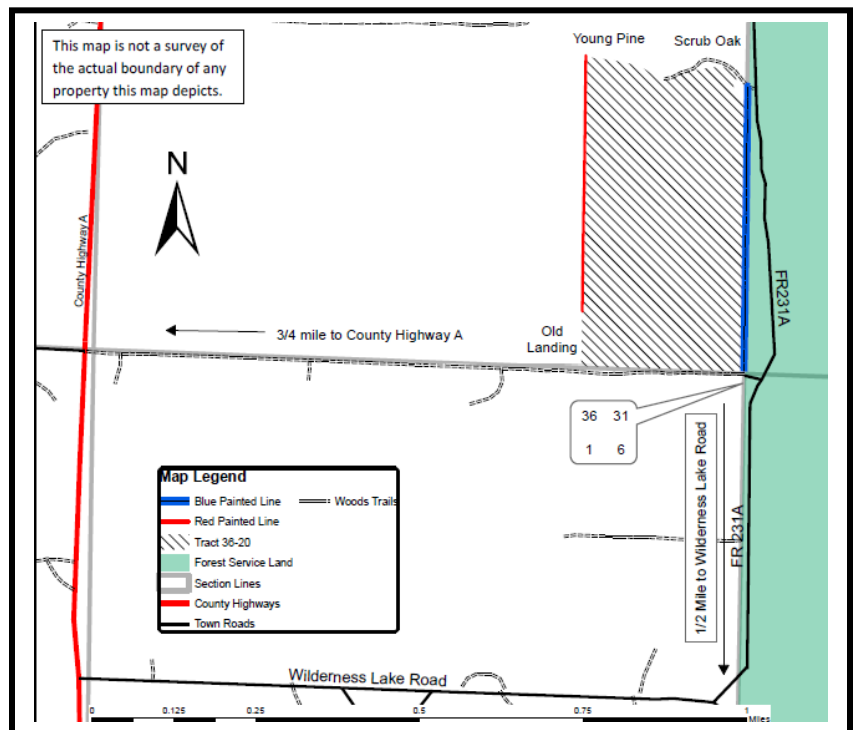 This map is not a survey of
the actual boundary of any
property this map depicts.
Young Pine
Scrub Oak
N
County Highway A
FR231A
3/4 mile to County Highway A
Old
Landing
36 31
1 6
1/2 Mile to Wilderness Lake Road
FR 231A
Map Legend
Blue Painted Line
Woods Trails
Red Painted Line
Tract 36-20
Forest Service Land
Section Lines
County Highways
Town Roads
Wilderness Lake Road
0 0.125 0.25 0.5 0.75 1
Miles